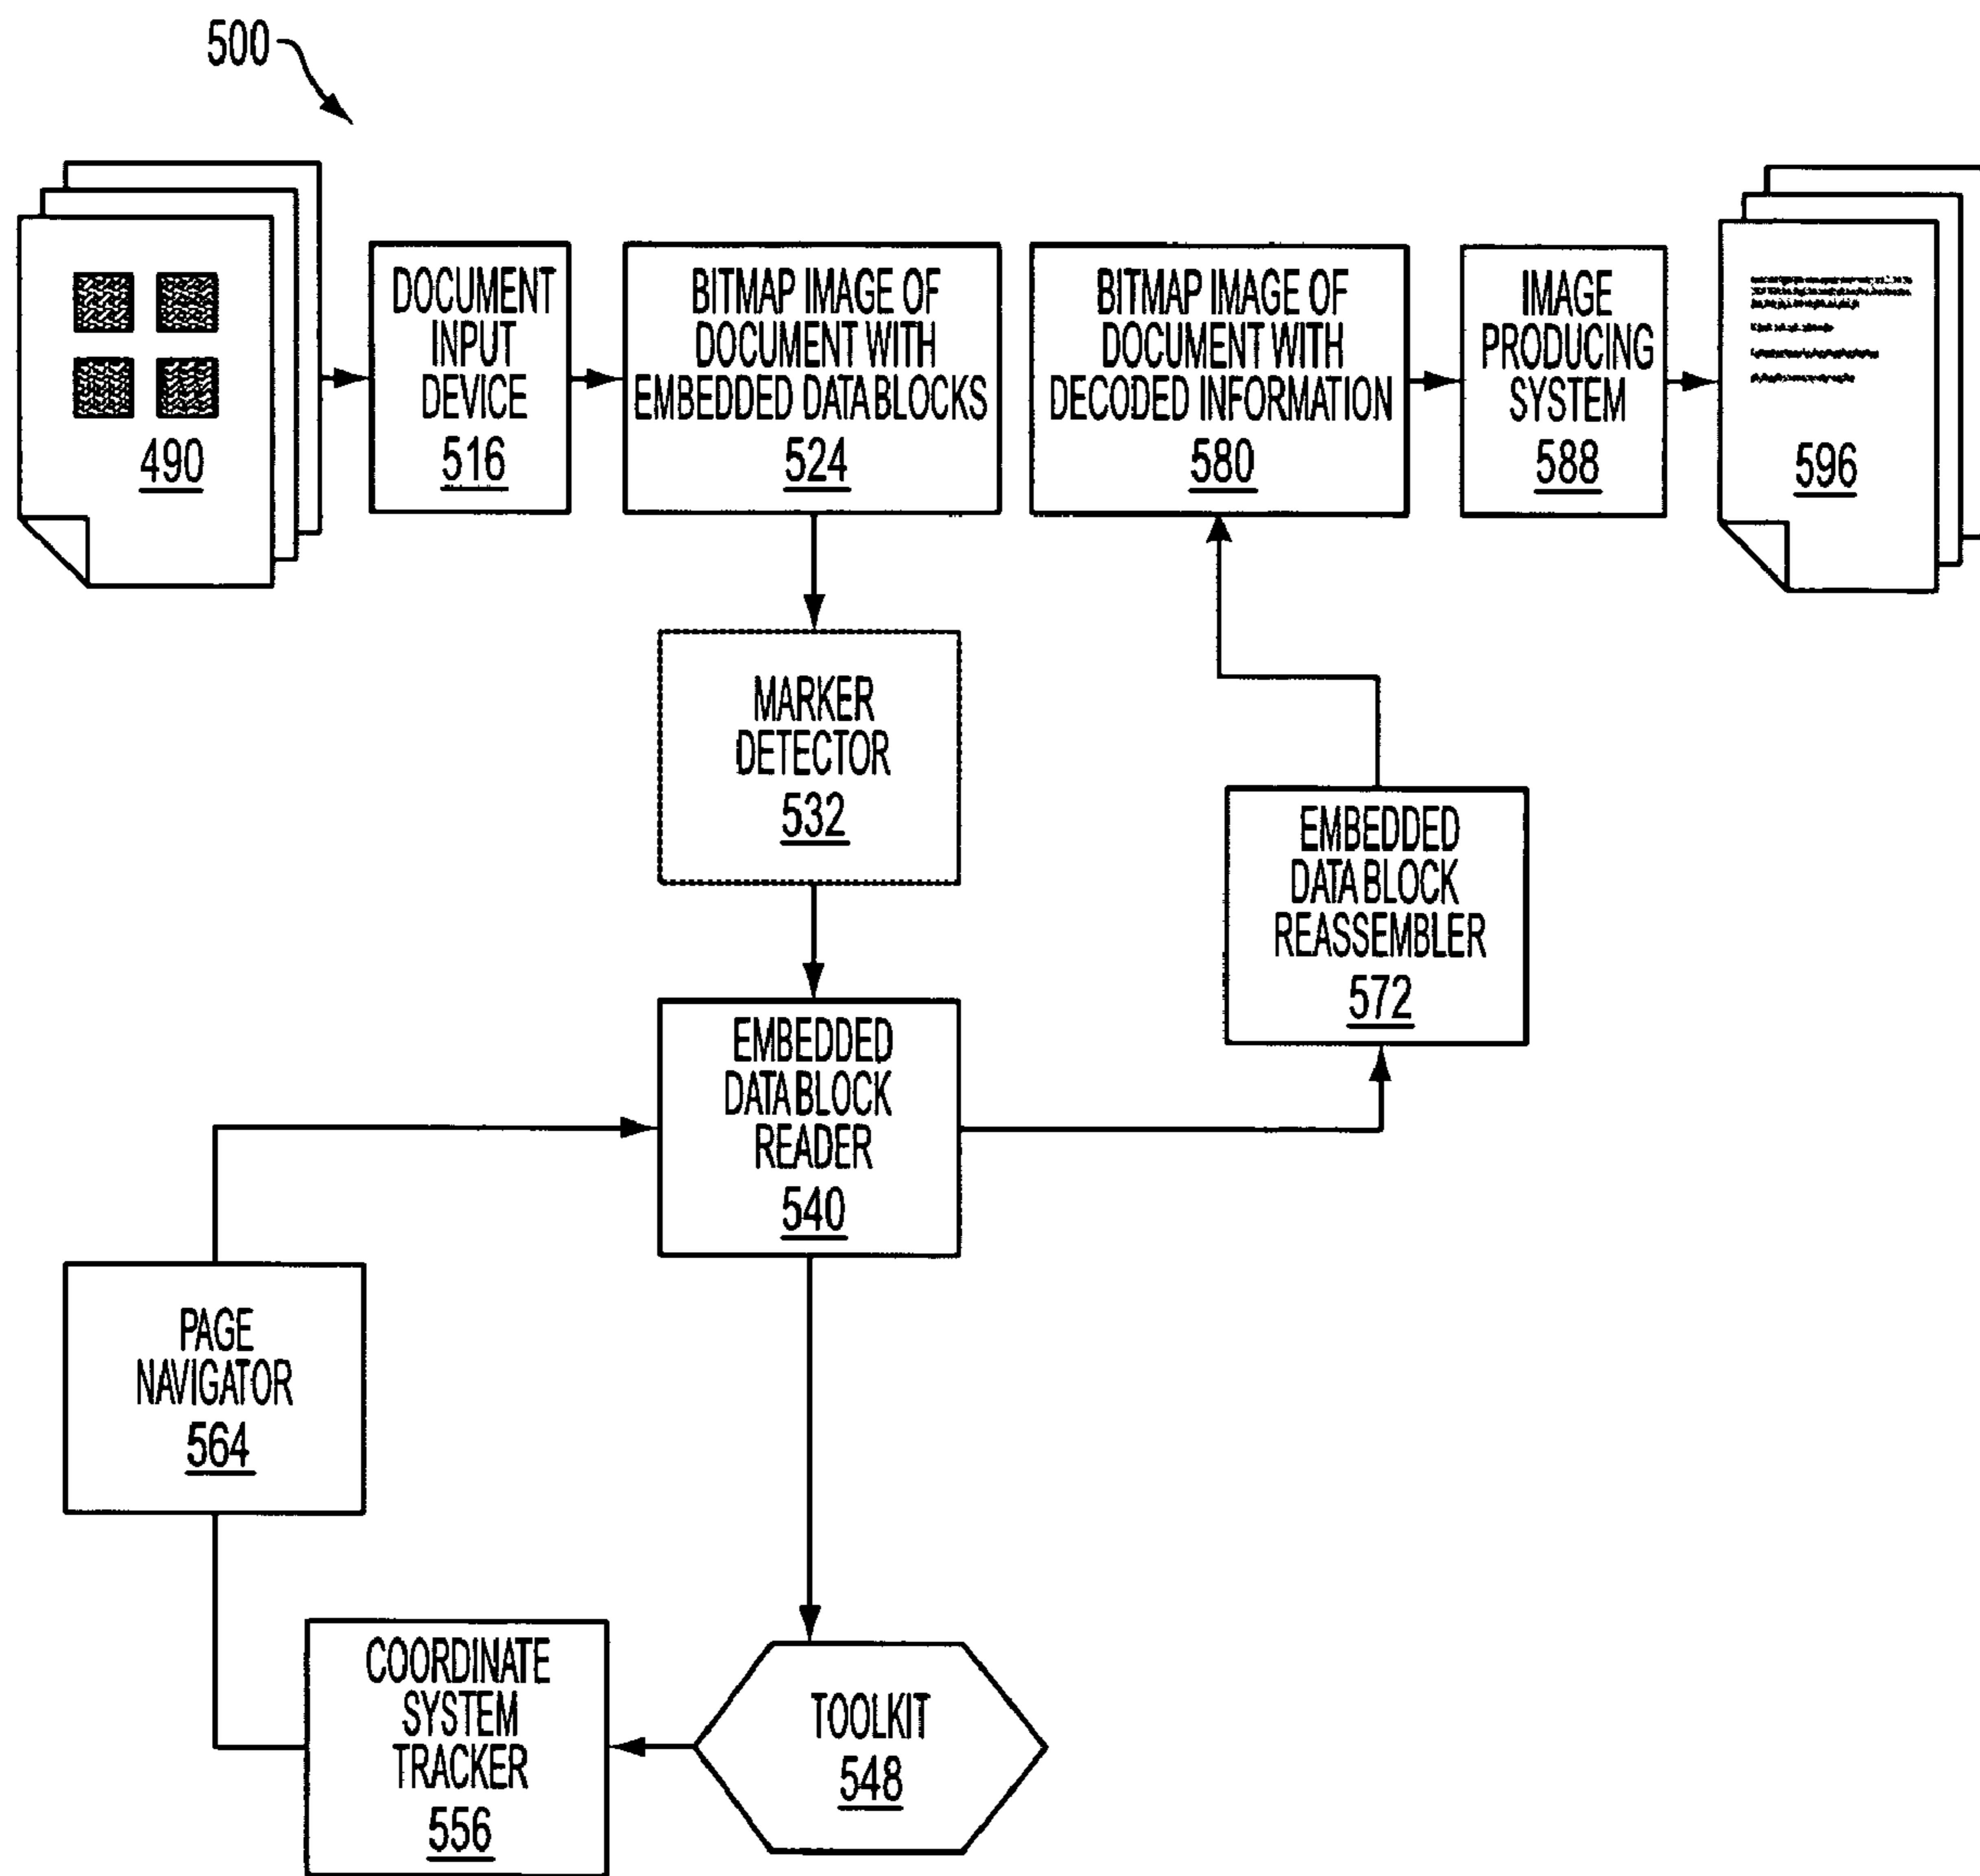 500
490
DOCUMENT
INPUT
DEVICE
516
BITMAP IMAGE OF
DOCUMENT WITH
EMBEDDED DATA BLOCKS
524
BITMAP IMAGE OF
DOCUMENT WITH
DECODED INFORMATION
580
IMAGE
PRODUCING
SYSTEM
588
596
MARKER
DETECTOR
532
EMBEDDED
DATA BLOCK
REASSEMBLER
572
EMBEDDED
DATA BLOCK
READER
540
PAGE
NAVIGATOR
564
COORDINATE
SYSTEM
TRACKER
556
TOOLKIT
548